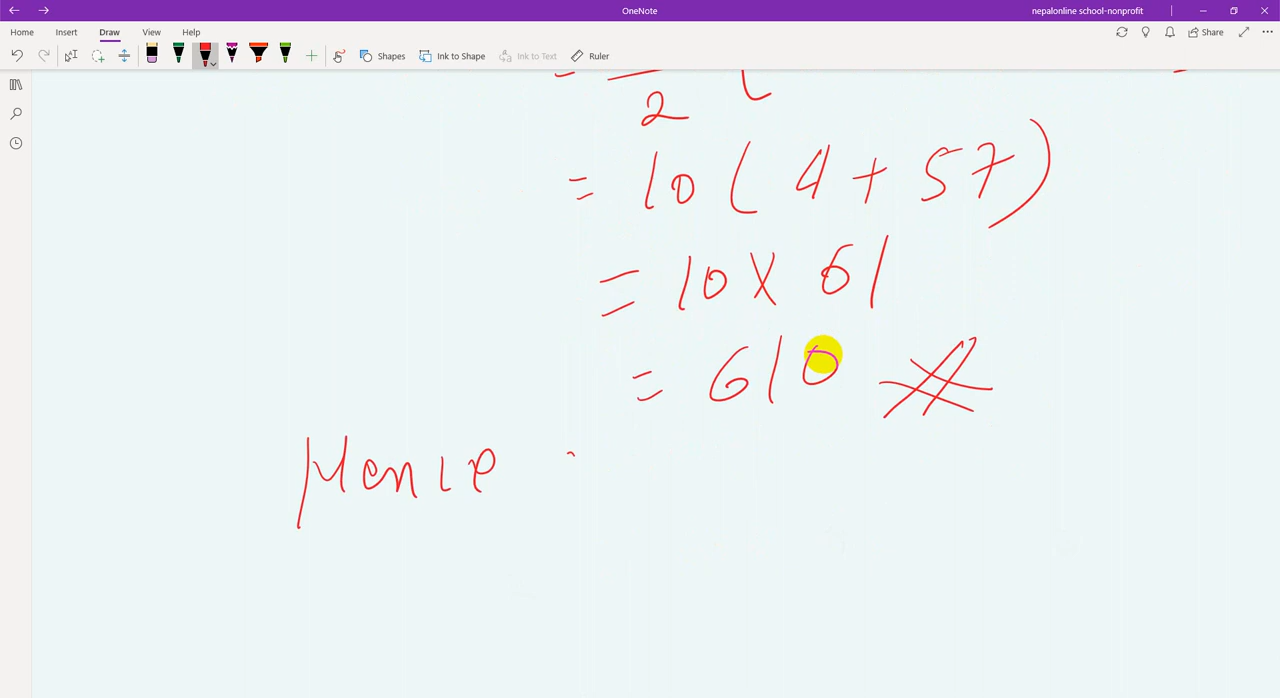 OneNote
nepalonline school-nonprofit
Home Insert Draw View Help
Share
Shapes Ink to Shape Ink to Text Ruler
2
= 10 ( 4 + 57 )
= 10 X 61
= 610
Hence